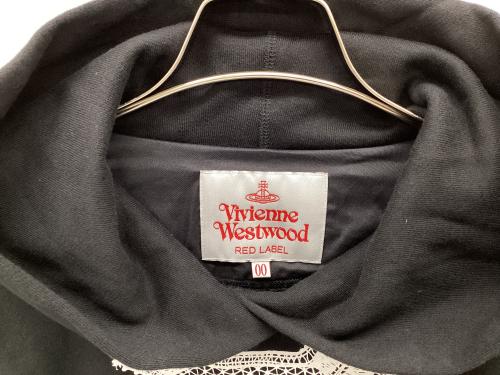 Vivienne
Westwood
RED LABEL
00